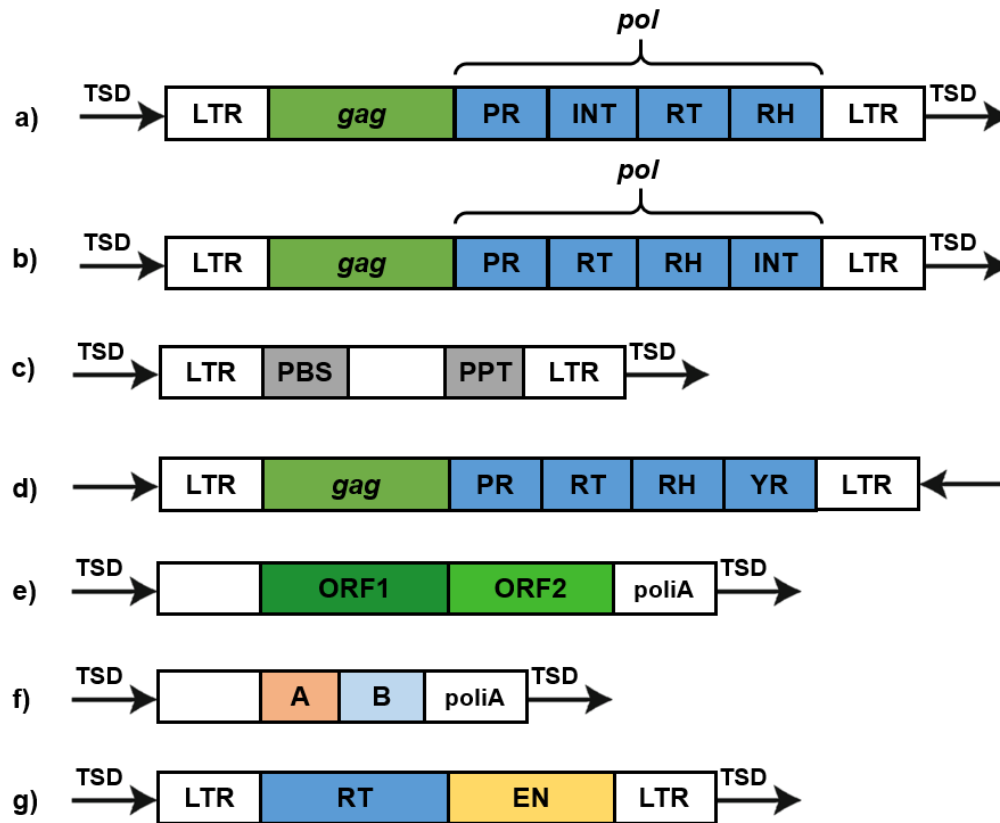 pol
TSD TSD
a) LTR gag PR INT RT RH LTR
pol
TSD TSD
b) LTR gag PR RT RH INT LTR
TSD TSD
c) LTR PBS PPT LTR
d) LTR gag PR RT RH YR LTR
TSD TSD
e) ORF1 ORF2 poliA
TSD TSD
f) A B poliA
TSD TSD
g) LTR RT EN LTR